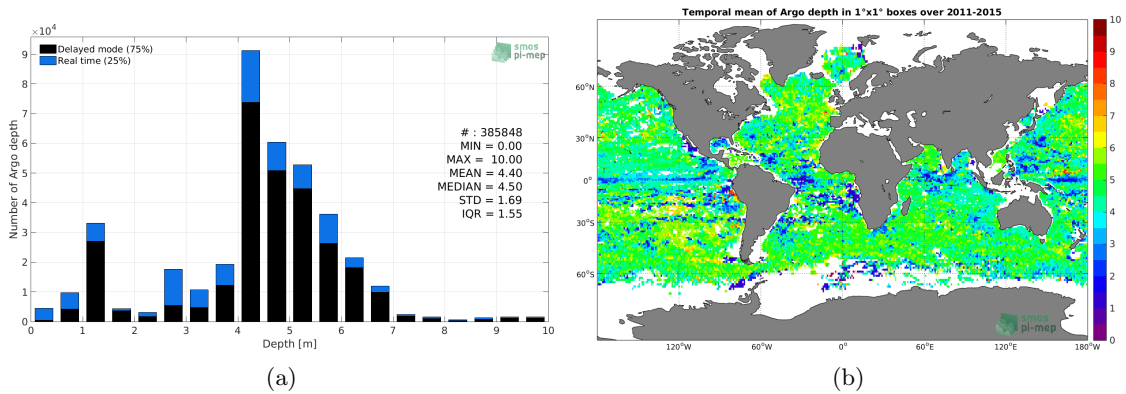 ×10⁴
Delayed mode (75%)
Real time (25%)
smos
pi-mep
# : 385848
MIN = 0.00
MAX = 10.00
MEAN = 4.40
MEDIAN = 4.50
STD = 1.69
IQR = 1.55
Number of Argo depth
9
8
7
6
5
4
3
2
1
0
0 1 2 3 4 5 6 7 8 9 10
Depth [m]
(a)
Temporal mean of Argo depth in 1°x1° boxes over 2011-2015
60°N
30°N
0°
30°S
60°S
120°W 60°W 0° 60°E 120°E 180°W
smos
pi-mep
10
9
8
7
6
5
4
3
2
1
0
(b)